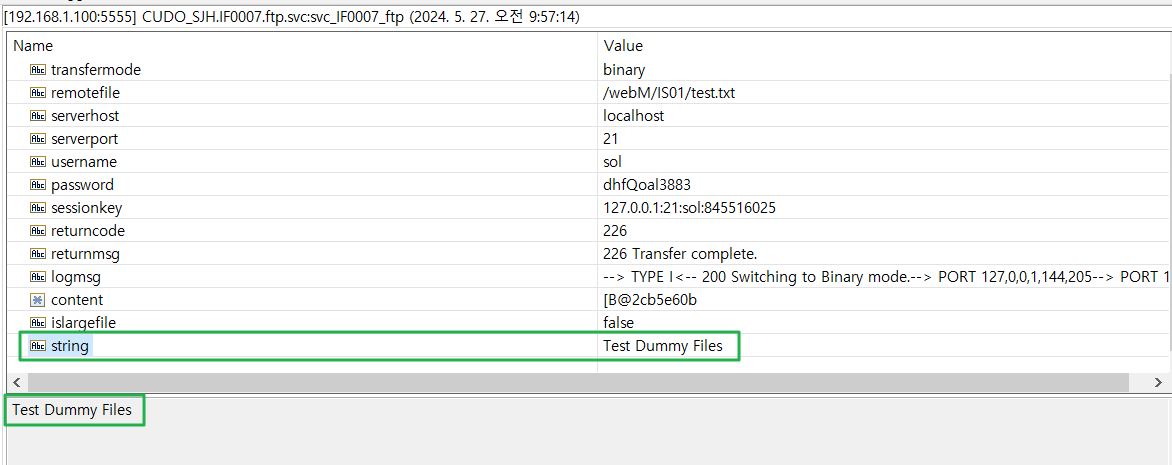 [192.168.1.100:5555] CUDO_SJH.IF0007.ftp.svc:svc_IF0007_ftp (2024. 5. 27. 오전 9:57:14)
Name Value
transfermode binary
remotefile /webM/IS01/test.txt
serverhost localhost
serverport 21
username sol
password dhfQoal3883
sessionkey 127.0.0.1:21:sol:845516025
returncode 226
returnmsg 226 Transfer complete.
logmsg --> TYPE I<-- 200 Switching to Binary mode.--> PORT 127,0,0,1,144,205--> PORT 1
content [B@2cb5e60b
islargefile false
string Test Dummy Files
Test Dummy Files